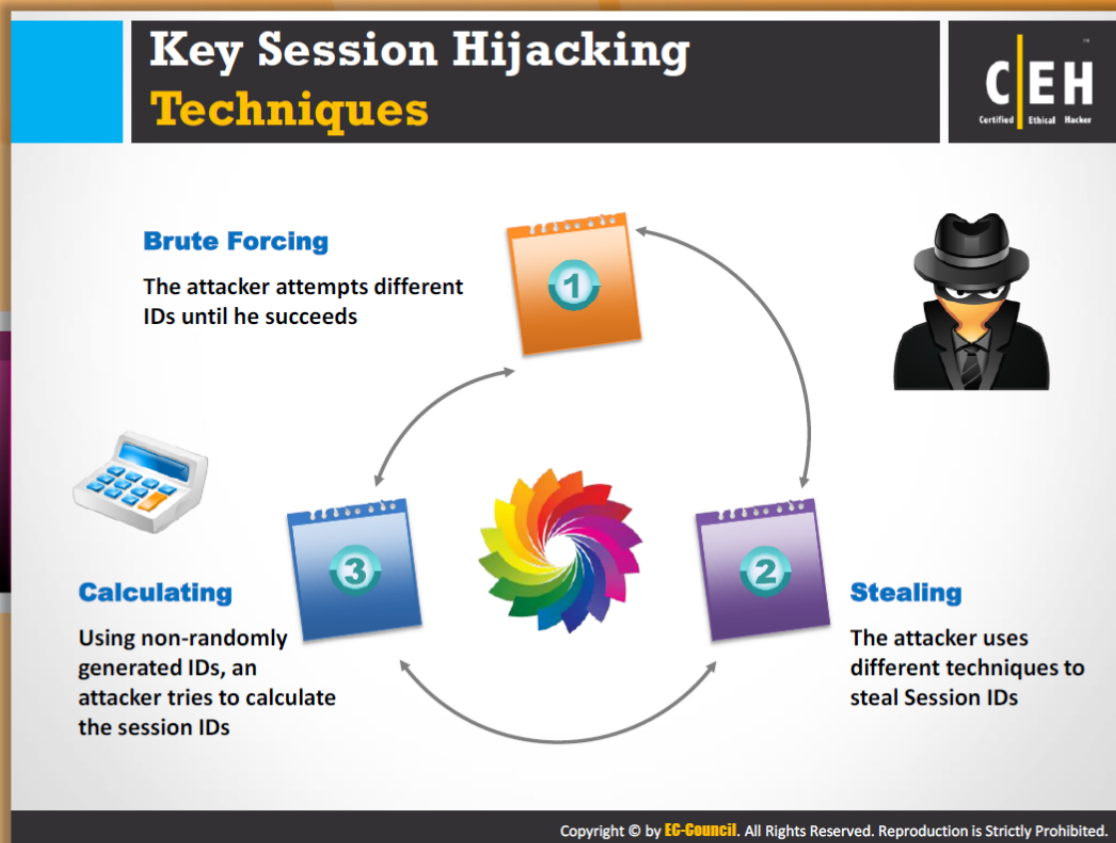 Key Session Hijacking
Techniques
C|EH
TM
Certified Ethical Hacker
Brute Forcing
The attacker attempts different
IDs until he succeeds
1
3
2
Calculating
Using non-randomly
generated IDs, an
attacker tries to calculate
the session IDs
Stealing
The attacker uses
different techniques to
steal Session IDs
Copyright © by EC-Council. All Rights Reserved. Reproduction is Strictly Prohibited.